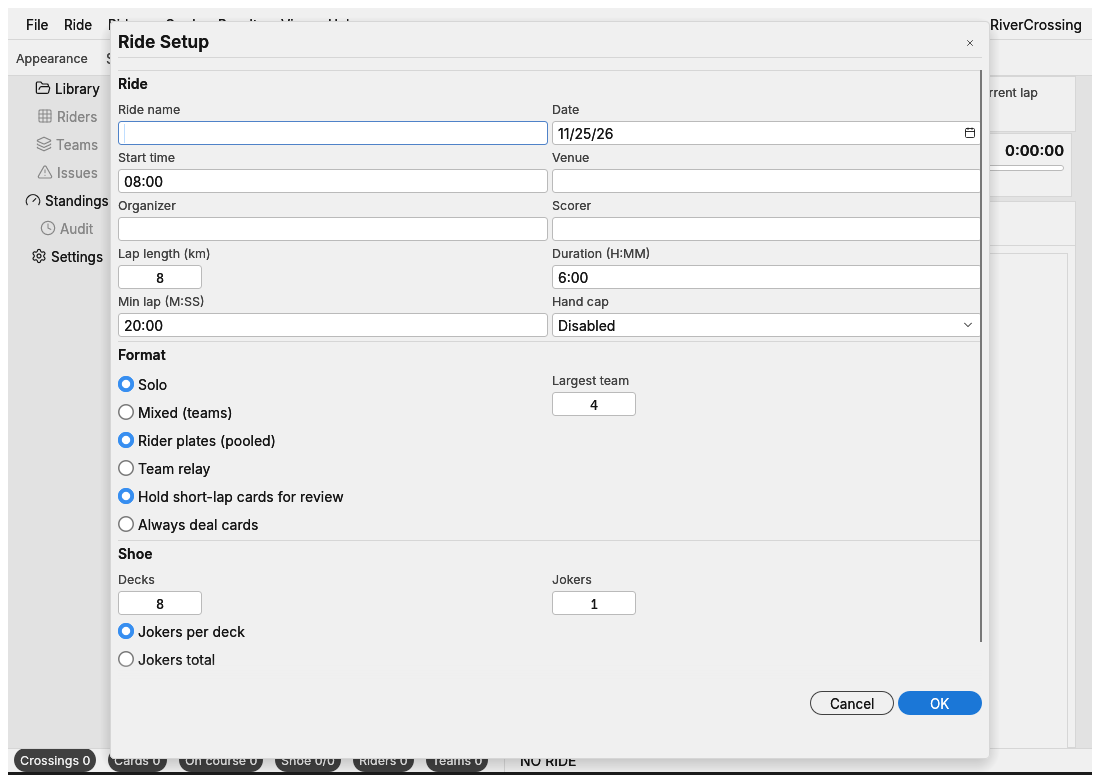 File Ride
RiverCrossing
Appearance
Ride Setup
×
Library
Riders
Teams
Issues
Standings
Audit
Settings
rrent lap
0:00:00
Ride
Ride name
Date
11/25/26
Start time
Venue
08:00
Organizer
Scorer
Lap length (km)
Duration (H:MM)
8
6:00
Min lap (M:SS)
Hand cap
20:00
Disabled
Format
Solo
Largest team
4
Mixed (teams)
Rider plates (pooled)
Team relay
Hold short-lap cards for review
Always deal cards
Shoe
Decks
Jokers
8
1
Jokers per deck
Jokers total
Cancel
OK
Crossings 0
Cards 0
On course 0
Shoe 0/0
Riders 0
Teams 0
NO RIDE